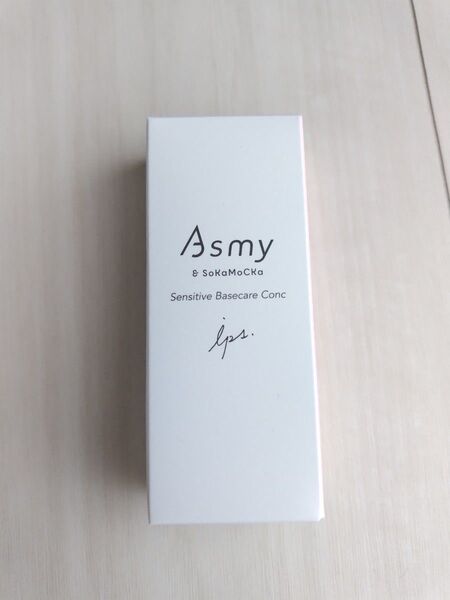 Asmy
& SoKaMoCKa
Sensitive Basecare Conc
ips.